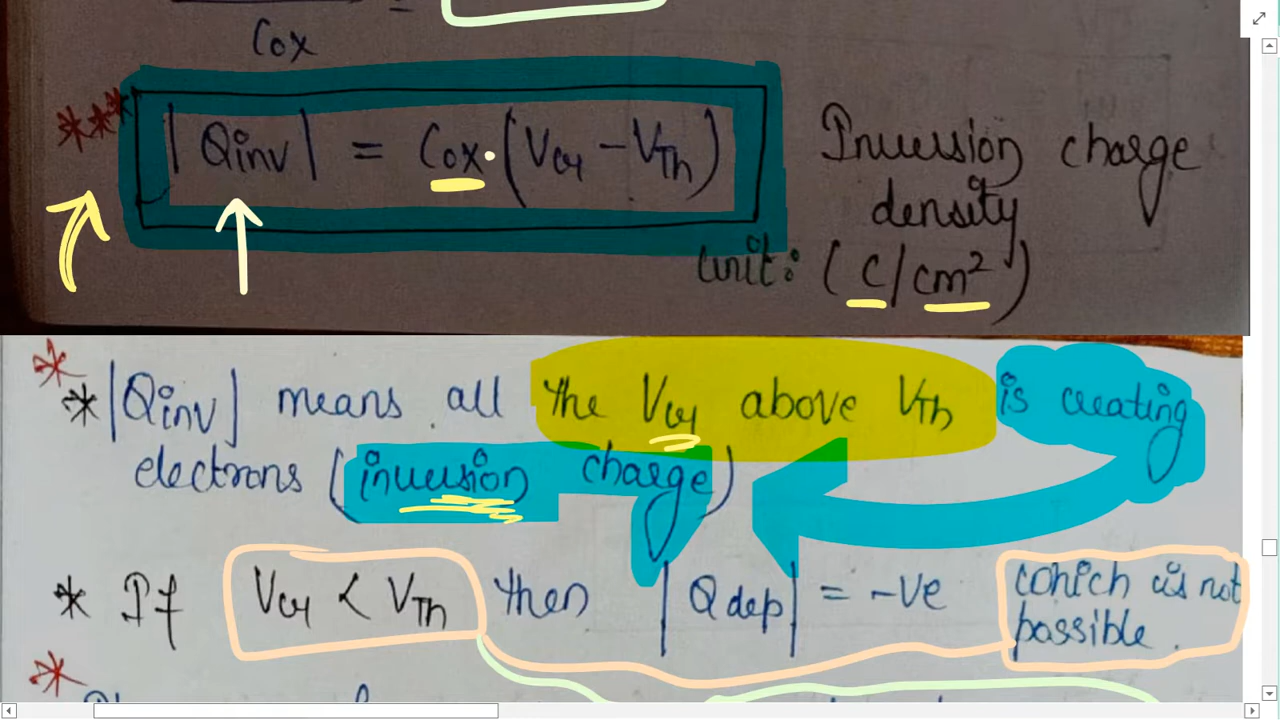 Cox
*** |Qinv| = Cox.(VG - VTh) Inversion charge
density
unit: (C/cm²)
*
* |Qinv| means all the VG above VTh is creating
electrons (inversion charge)
* If VG < VTh then |Qdep| = -ve which is not
possible.
*